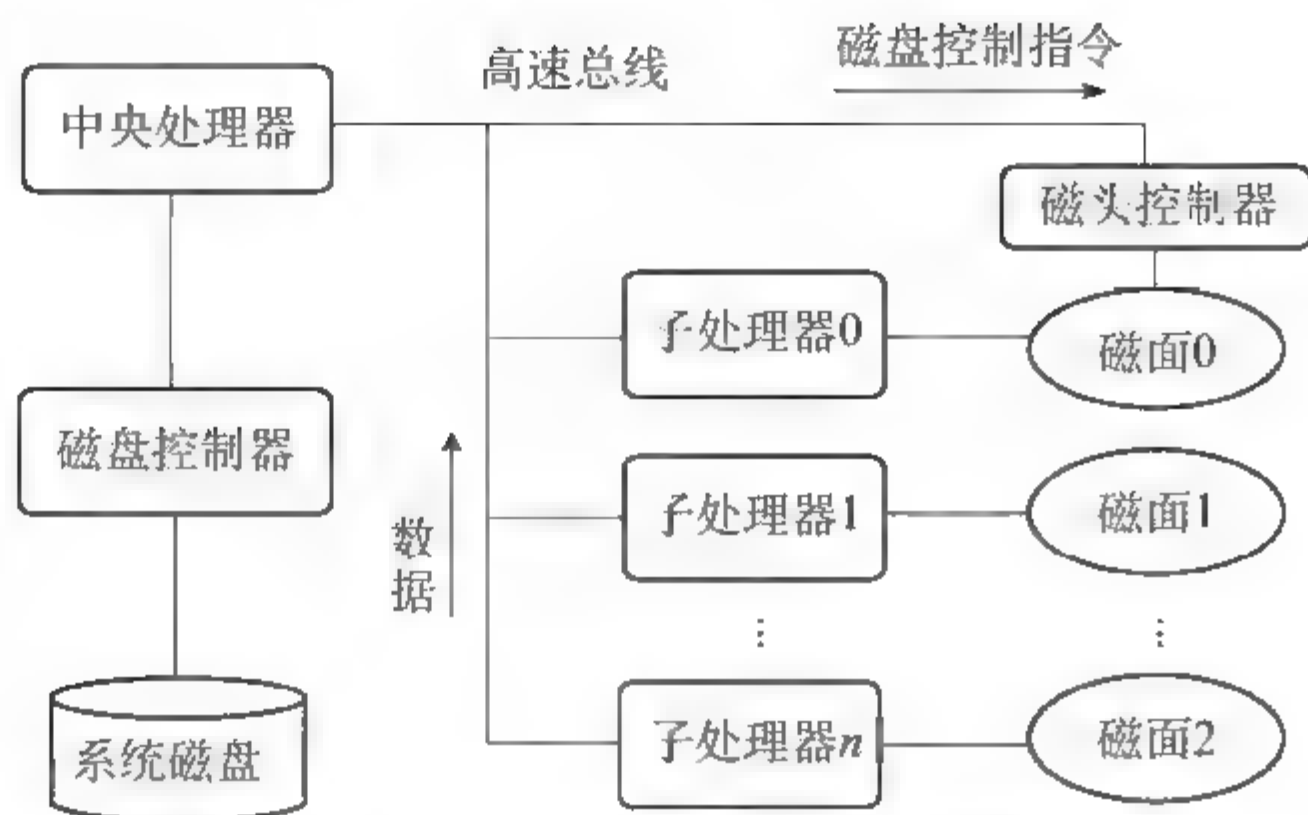 高速总线
磁盘控制指令
中央处理器
磁头控制器
子处理器0
磁面0
磁盘控制器
数据
子处理器1
磁面1
⋮
⋮
系统磁盘
子处理器n
磁面2